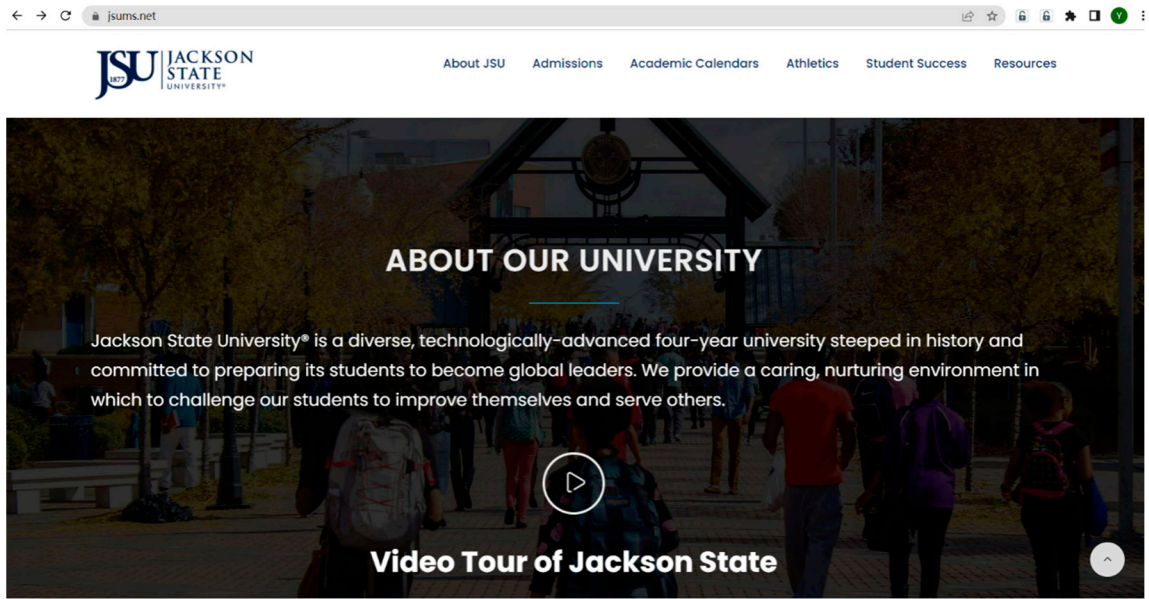 jsums.net
Y
JSU
1877
JACKSON
STATE
UNIVERSITY®
About JSU Admissions Academic Calendars Athletics Student Success Resources
ABOUT OUR UNIVERSITY
Jackson State University® is a diverse, technologically-advanced four-year university steeped in history and
committed to preparing its students to become global leaders. We provide a caring, nurturing environment in
which to challenge our students to improve themselves and serve others.
Video Tour of Jackson State